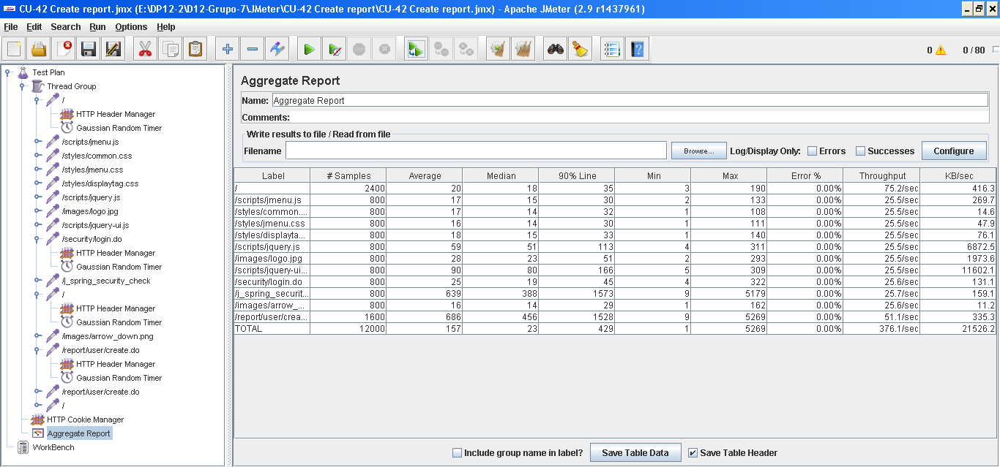 CU-42 Create report.jmx (E:\DP12-2\D12-Grupo-7\JMeter\CU-42 Create report\CU-42 Create report.jmx) - Apache JMeter (2.9 r1437961)
File Edit Search Run Options Help
0 0 / 80
Test Plan
Thread Group
/
HTTP Header Manager
Gaussian Random Timer
/scripts/jmenu.js
/styles/common.css
/styles/jmenu.css
/styles/displaytag.css
/scripts/jquery.js
/images/logo.jpg
/scripts/jquery-ui.js
/security/login.do
HTTP Header Manager
Gaussian Random Timer
/j_spring_security_check
/
HTTP Header Manager
Gaussian Random Timer
/images/arrow_down.png
/report/user/create.do
HTTP Header Manager
Gaussian Random Timer
/report/user/create.do
/
HTTP Cookie Manager
Aggregate Report
WorkBench
Aggregate Report
Name: Aggregate Report
Comments:
Write results to file / Read from file
Filename Browse... Log/Display Only: Errors Successes Configure
Label # Samples Average Median 90% Line Min Max Error % Throughput KB/sec
/ 2400 20 18 35 3 190 0.00% 75.2/sec 416.3
/scripts/jmenu.js 800 17 15 30 2 133 0.00% 25.5/sec 269.7
/styles/common.... 800 17 14 32 1 108 0.00% 25.5/sec 14.6
/styles/jmenu.css 800 16 14 30 1 111 0.00% 25.5/sec 47.9
/styles/displayta... 800 18 15 33 1 140 0.00% 25.5/sec 76.1
/scripts/jquery.js 800 59 51 113 4 311 0.00% 25.5/sec 6872.5
/images/logo.jpg 800 28 23 51 2 293 0.00% 25.5/sec 1973.6
/scripts/jquery-ui... 800 90 80 166 5 309 0.00% 25.5/sec 11602.1
/security/login.do 800 25 19 45 4 322 0.00% 25.6/sec 131.1
/j_spring_securit... 800 639 388 1573 9 5179 0.00% 25.7/sec 159.1
/images/arrow_... 800 16 14 29 1 162 0.00% 25.6/sec 11.2
/report/user/crea... 1600 686 456 1528 9 5269 0.00% 51.1/sec 335.3
TOTAL 12000 157 23 429 1 5269 0.00% 376.1/sec 21526.2
Include group name in label? Save Table Data Save Table Header